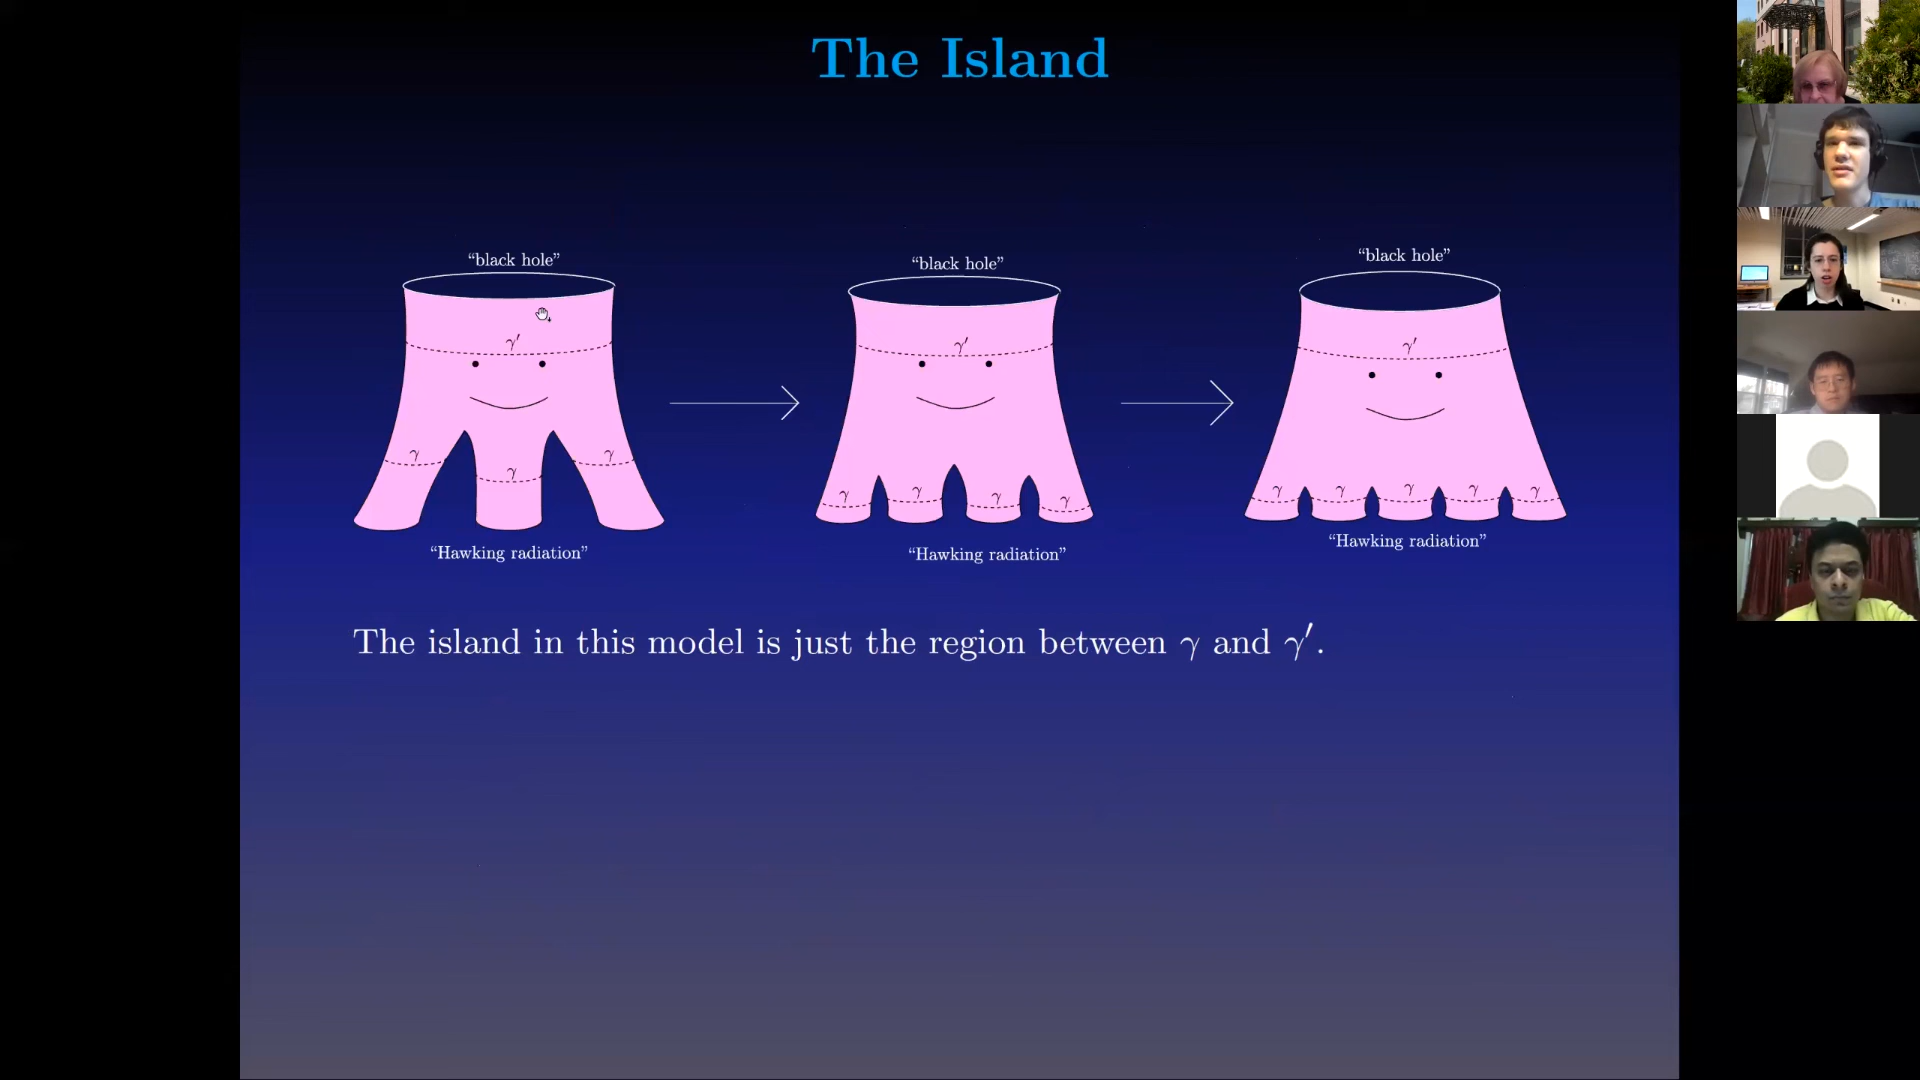 The Island
“black hole”
“black hole”
“black hole”
γ′
γ′
γ′
γ γ γ
γ γ γ γ
γ γ γ γ γ
“Hawking radiation”
“Hawking radiation”
“Hawking radiation”
The island in this model is just the region between γ and γ′.